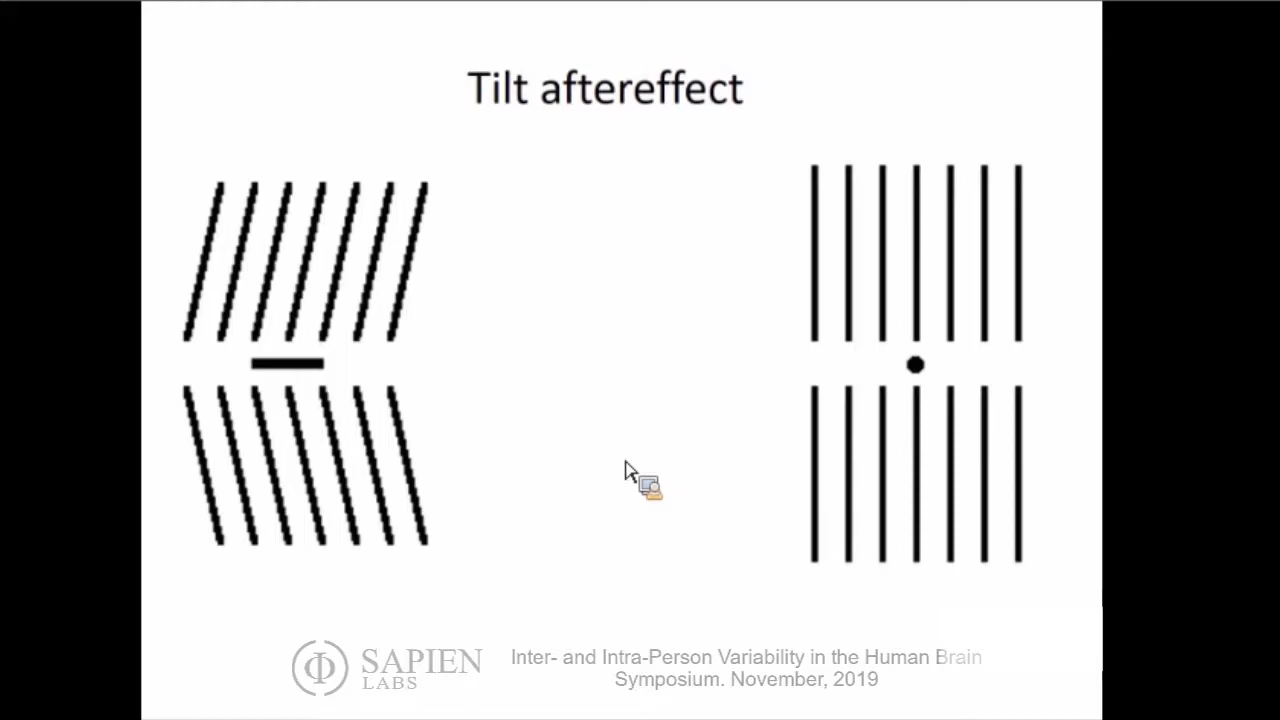 Tilt aftereffect
SAPIEN
LABS
Inter- and Intra-Person Variability in the Human Brain
Symposium. November, 2019